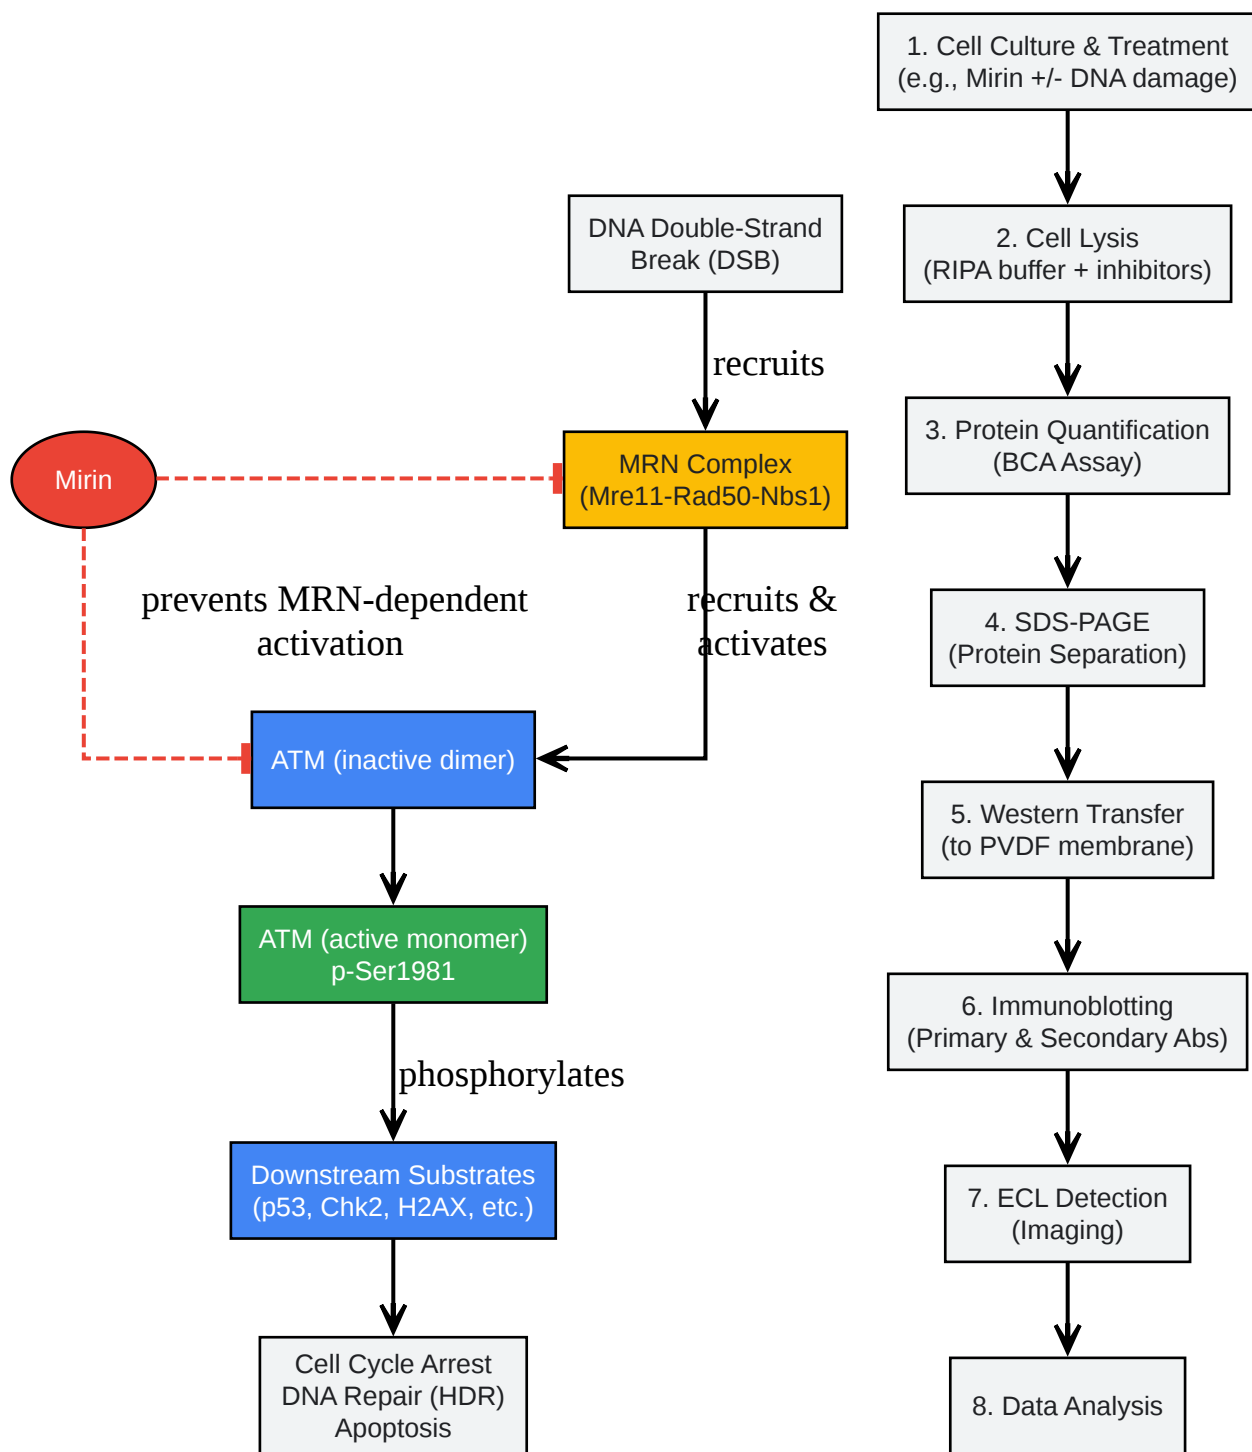 DNA Double-Strand
Break (DSB)
recruits
Mirin
MRN Complex
(Mre11-Rad50-Nbs1)
prevents MRN-dependent
activation
recruits &
activates
ATM (inactive dimer)
ATM (active monomer)
p-Ser1981
phosphorylates
Downstream Substrates
(p53, Chk2, H2AX, etc.)
Cell Cycle Arrest
DNA Repair (HDR)
Apoptosis
1. Cell Culture & Treatment
(e.g., Mirin +/- DNA damage)
2. Cell Lysis
(RIPA buffer + inhibitors)
3. Protein Quantification
(BCA Assay)
4. SDS-PAGE
(Protein Separation)
5. Western Transfer
(to PVDF membrane)
6. Immunoblotting
(Primary & Secondary Abs)
7. ECL Detection
(Imaging)
8. Data Analysis